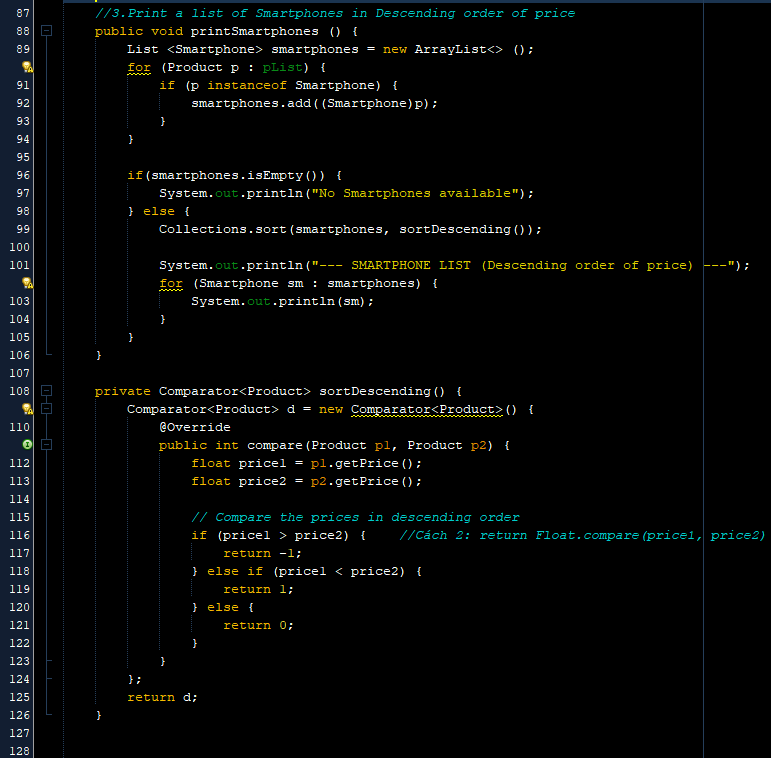 87 //3.Print a list of Smartphones in Descending order of price
88 public void printSmartphones () {
89 List <Smartphone> smartphones = new ArrayList<> ();
for (Product p : pList) {
91 if (p instanceof Smartphone) {
92 smartphones.add((Smartphone)p);
93 }
94 }
95
96 if(smartphones.isEmpty()) {
97 System.out.println("No Smartphones available");
98 } else {
99 Collections.sort(smartphones, sortDescending());
100
101 System.out.println("--- SMARTPHONE LIST (Descending order of price) ---");
for (Smartphone sm : smartphones) {
103 System.out.println(sm);
104 }
105 }
106 }
107
108 private Comparator<Product> sortDescending() {
Comparator<Product> d = new Comparator<Product>() {
110 @Override
public int compare(Product p1, Product p2) {
112 float price1 = p1.getPrice();
113 float price2 = p2.getPrice();
114
115 // Compare the prices in descending order
116 if (price1 > price2) { //Cách 2: return Float.compare(price1, price2)
117 return -1;
118 } else if (price1 < price2) {
119 return 1;
120 } else {
121 return 0;
122 }
123 }
124 };
125 return d;
126 }
127
128